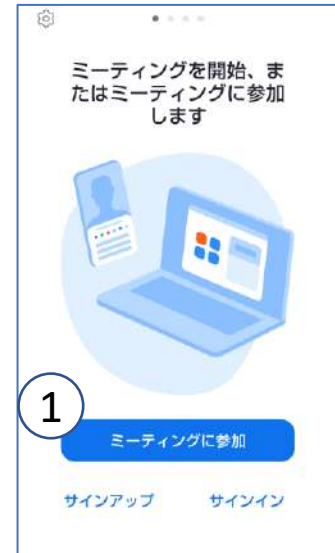 ミーティングを開始、ま
たはミーティングに参加
します
1
ミーティングに参加
サインアップ サインイン